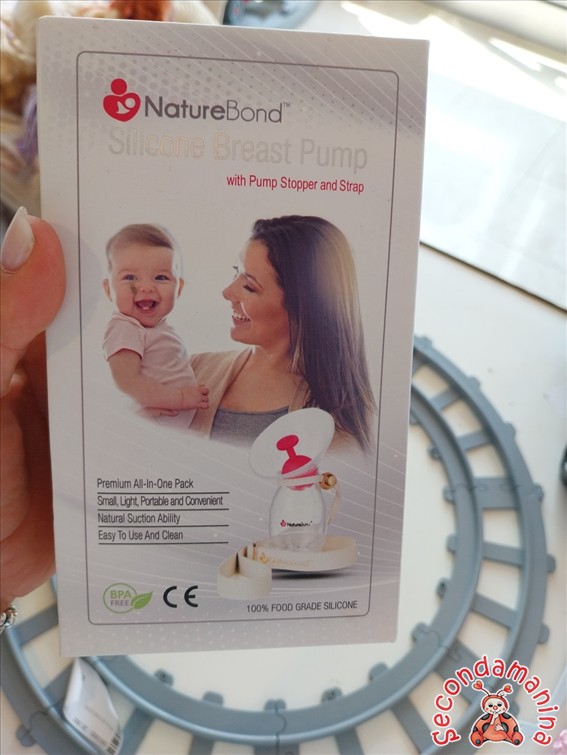 NatureBond™
Silicone Breast Pump
with Pump Stopper and Strap
NatureBond
Premium All-In-One Pack
Small, Light, Portable and Convenient
Natural Suction Ability
Easy To Use And Clean
BPA
FREE
CE
100% FOOD GRADE SILICONE
Secondamanina